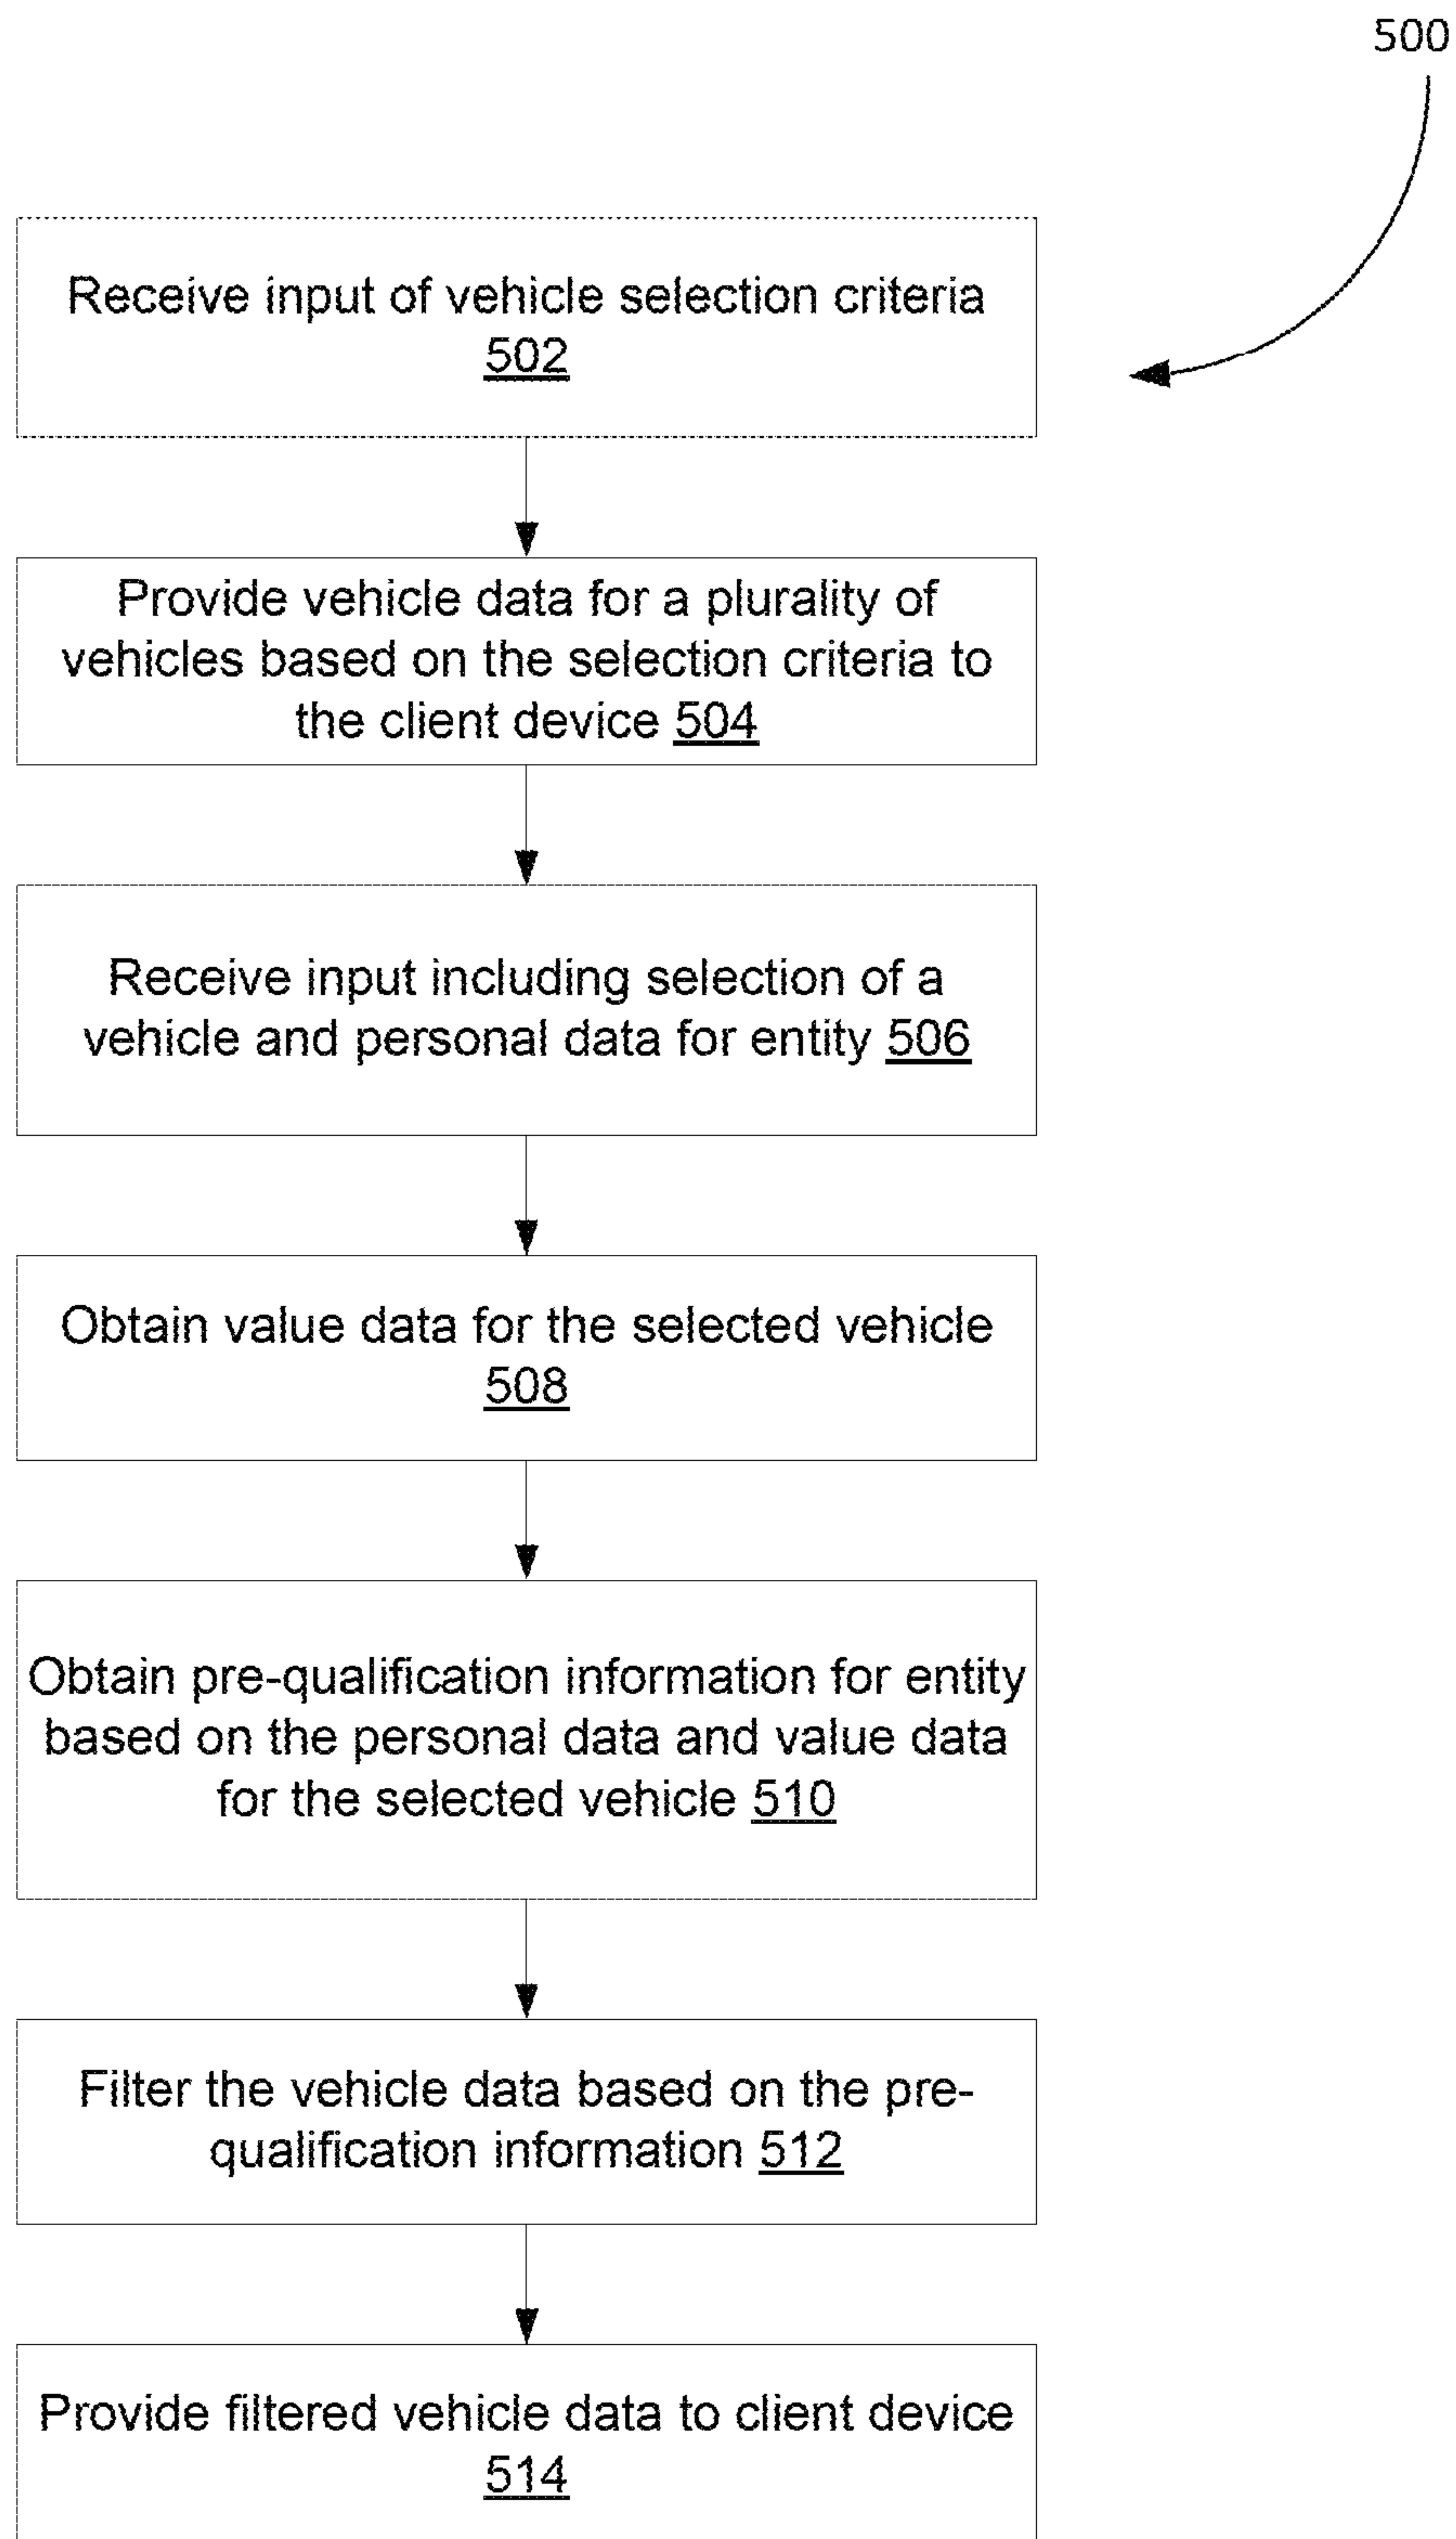 500
Receive input of vehicle selection criteria
502
Provide vehicle data for a plurality of
vehicles based on the selection criteria to
the client device 504
Receive input including selection of a
vehicle and personal data for entity 506
Obtain value data for the selected vehicle
508
Obtain pre-qualification information for entity
based on the personal data and value data
for the selected vehicle 510
Filter the vehicle data based on the pre-
qualification information 512
Provide filtered vehicle data to client device
514